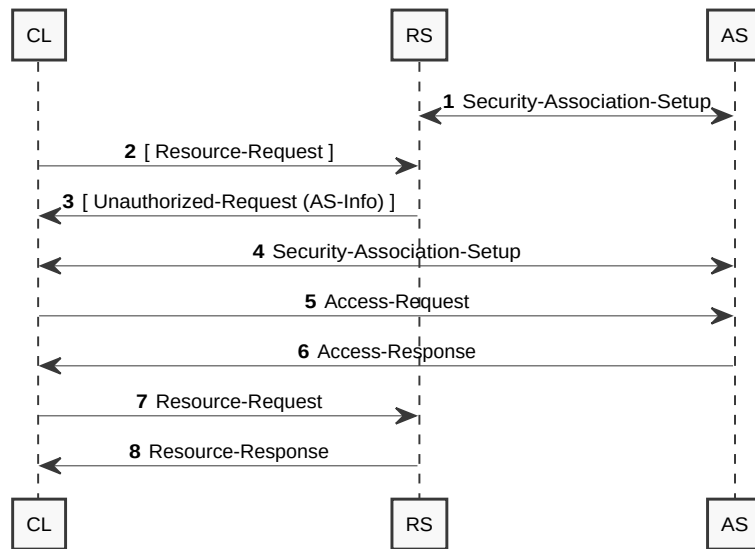 CL RS AS
1 Security-Association-Setup
2 [ Resource-Request ]
3 [ Unauthorized-Request (AS-Info) ]
4 Security-Association-Setup
5 Access-Request
6 Access-Response
7 Resource-Request
8 Resource-Response
CL RS AS